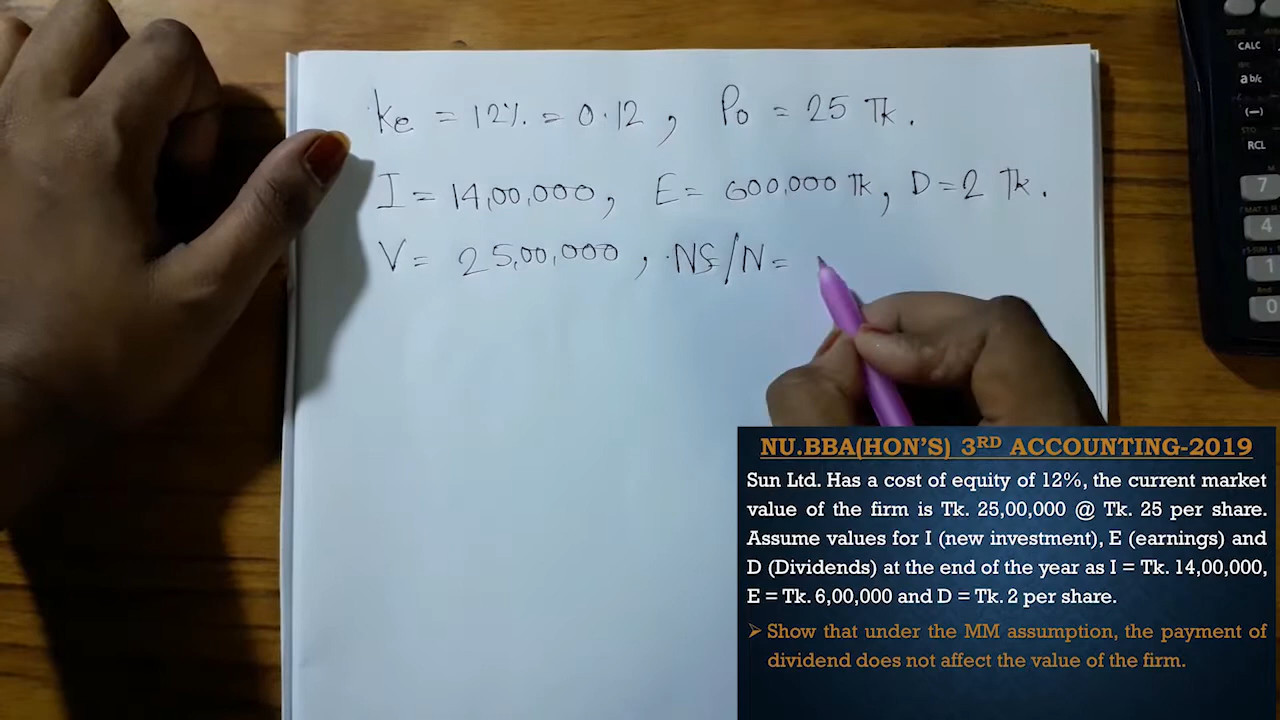 Ke = 12% = 0.12 , P0 = 25 Tk.
I = 14,00,000, E = 600,000 Tk, D = 2 Tk.
V = 25,00,000 , NS/N =
CALC
a b/c
(—)
STO
RCL
7
4
1
0
NU.BBA(HON'S) 3RD ACCOUNTING-2019
Sun Ltd. Has a cost of equity of 12%, the current market
value of the firm is Tk. 25,00,000 @ Tk. 25 per share.
Assume values for I (new investment), E (earnings) and
D (Dividends) at the end of the year as I = Tk. 14,00,000,
E = Tk. 6,00,000 and D = Tk. 2 per share.
➢ Show that under the MM assumption, the payment of
dividend does not affect the value of the firm.